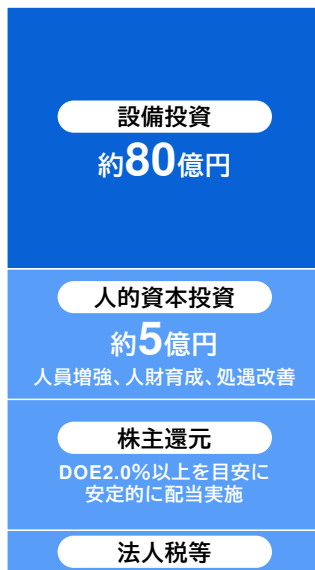 設備投資
約80億円
人的資本投資
約5億円
人員増強、人財育成、処遇改善
株主還元
DOE2.0%以上を目安に
安定的に配当実施
法人税等